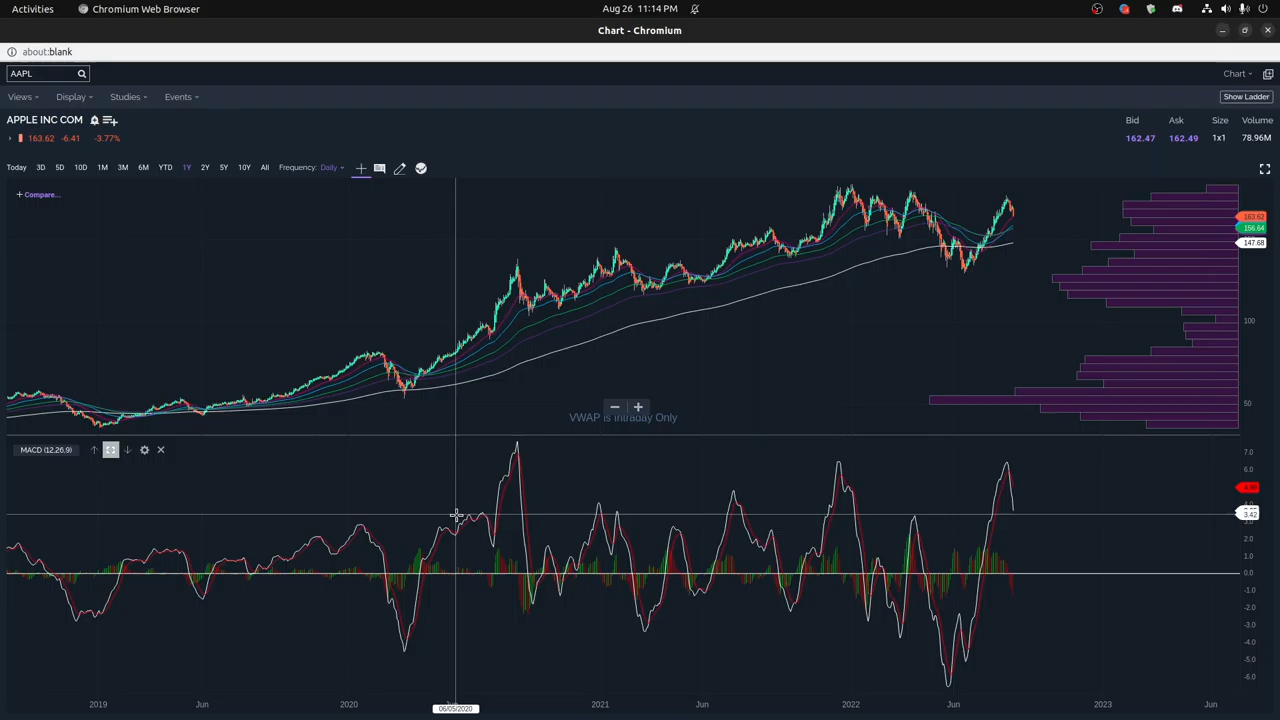 Activities Chromium Web Browser Aug 26 11:14 PM
Chart - Chromium
about:blank
AAPL Chart
Views Display Studies Events Show Ladder
APPLE INC COM Bid Ask Size Volume
163.62 -6.41 -3.77% 162.47 162.49 1x1 78.96M
Today 3D 5D 10D 1M 3M 6M YTD 1Y 2Y 5Y 10Y All Frequency: Daily
+ Compare...
163.62
156.64
147.68
100
50
VWAP is Intraday Only
MACD (12,26,9)
7.0
6.0
3.42
2.0
1.0
0.0
-1.0
-2.0
-3.0
-4.0
-5.0
-6.0
2019 Jun 2020 2021 Jun 2022 Jun 2023 Jun
06/05/2020